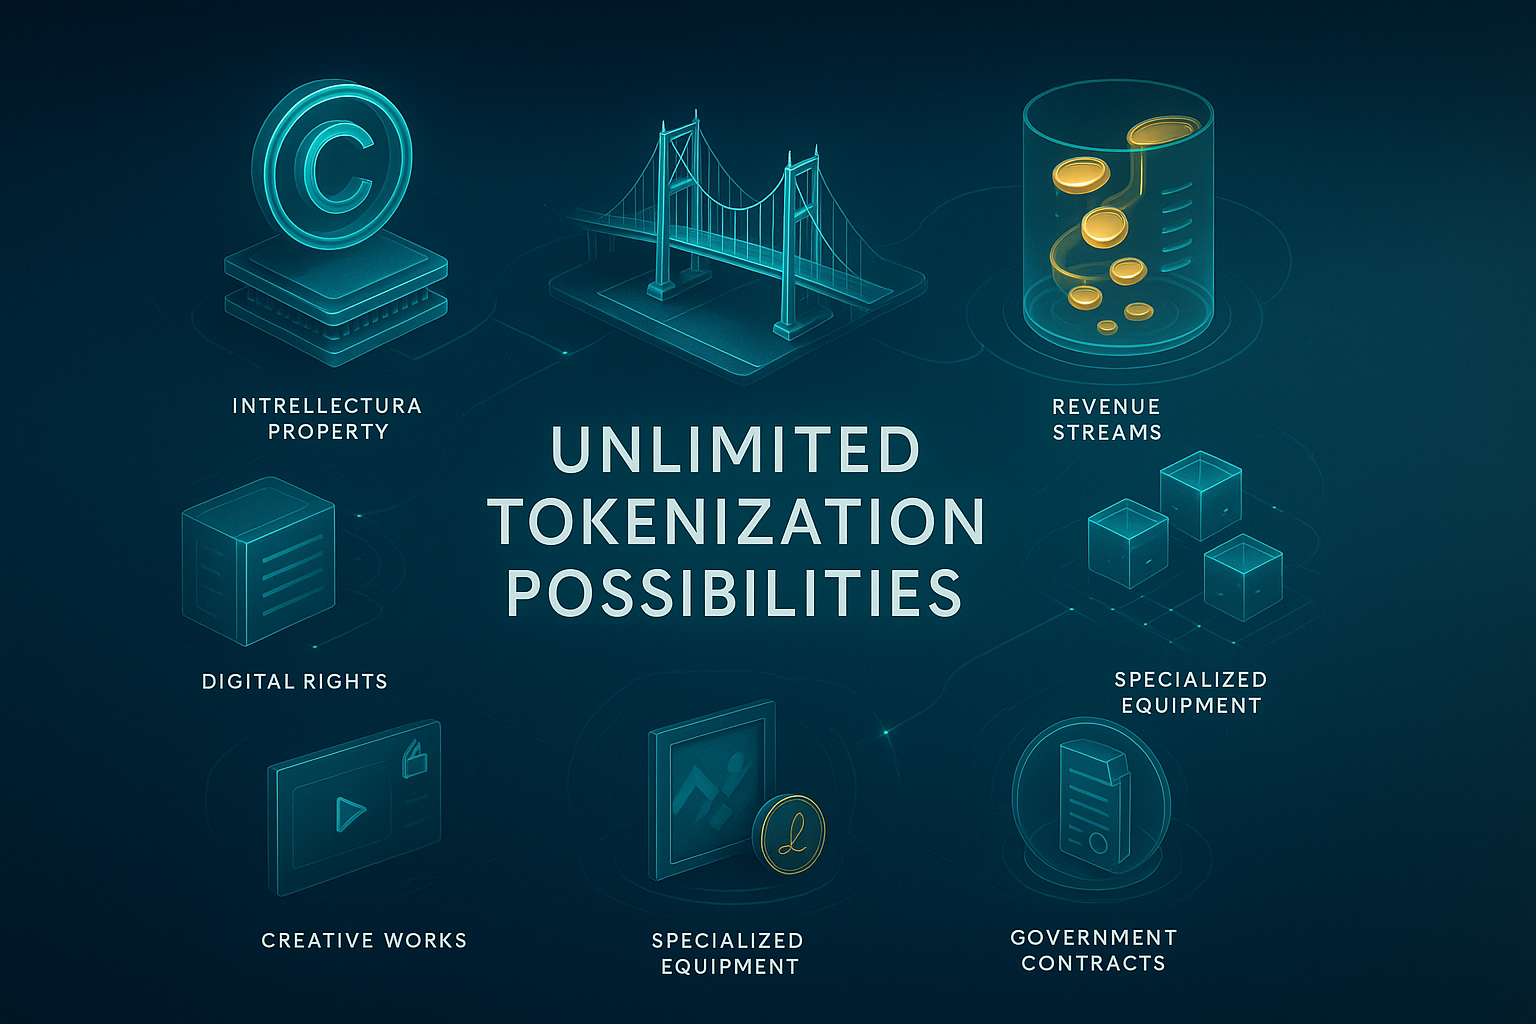 INTRELLECTURA
PROPERTY
REVENUE
STREAMS
UNLIMITED
TOKENIZATION
POSSIBILITIES
DIGITAL RIGHTS
SPECIALIZED
EQUIPMENT
CREATIVE WORKS
SPECIALIZED
EQUIPMENT
GOVERNMENT
CONTRACTS